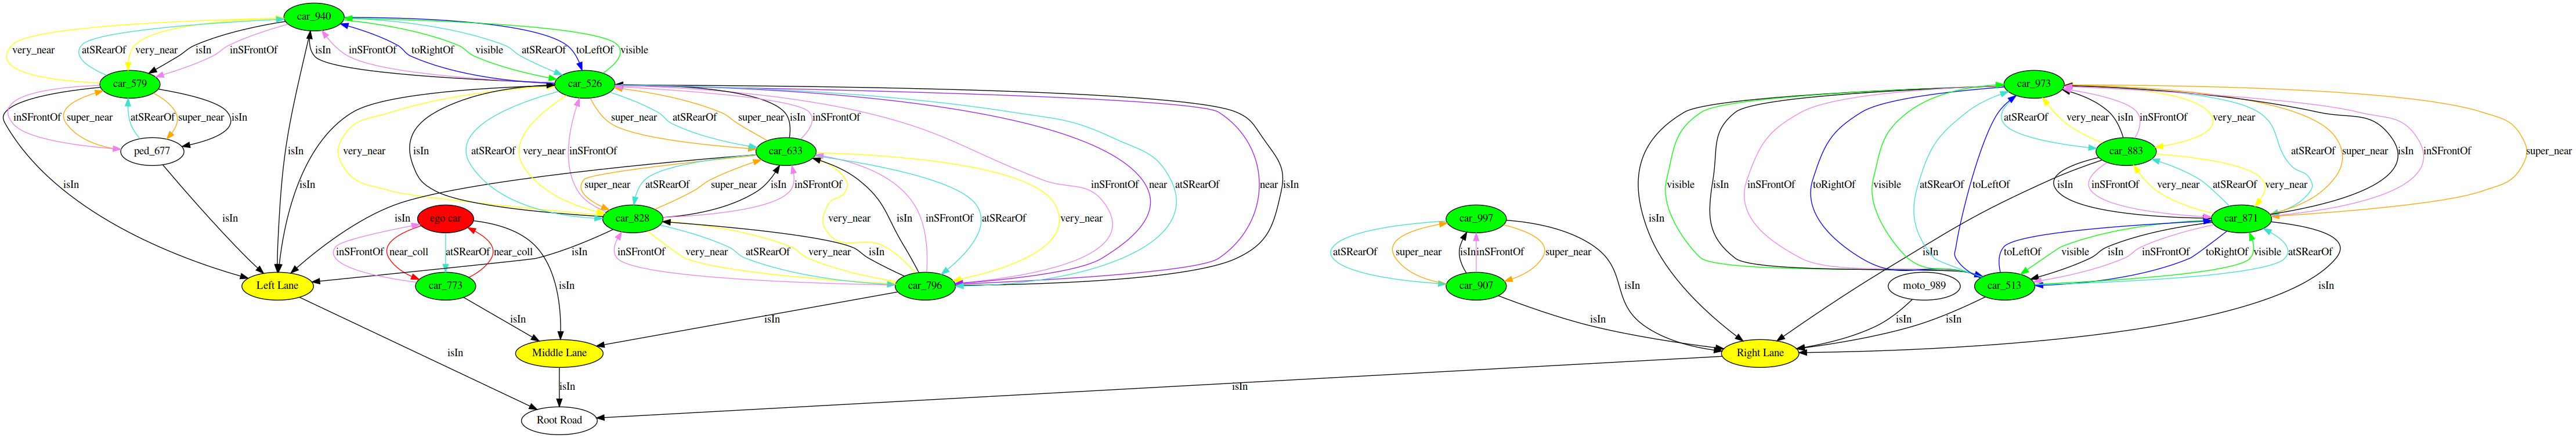 car_940
very_near atSRearOf very_near isIn inSFrontOf isIn inSFrontOf toRightOf visible atSRearOf toLeftOf visible
car_579 car_526 car_973
inSFrontOf super_near atSRearOf super_near isIn super_near atSRearOf super_near isIn inSFrontOf atSRearOf very_near isIn inSFrontOf very_near
ped_677 isIn very_near isIn atSRearOf very_near inSFrontOf car_633 car_883 atSRearOf super_near isIn inSFrontOf super_near
isIn super_near atSRearOf super_near isIn inSFrontOf inSFrontOf near atSRearOf near isIn visible isIn inSFrontOf toRightOf visible atSRearOf toLeftOf isIn inSFrontOf very_near atSRearOf very_near
isIn isIn ego car car_828 very_near isIn inSFrontOf atSRearOf very_near car_997 isIn car_871
inSFrontOf near_coll atSRearOf near_coll isIn inSFrontOf very_near atSRearOf very_near isIn atSRearOf super_near isIn inSFrontOf super_near isIn toLeftOf visible isIn inSFrontOf toRightOf visible atSRearOf
Left Lane car_773 isIn car_796 car_907 isIn moto_989 car_513 isIn
isIn isIn isIn isIn isIn
isIn Middle Lane Right Lane
isIn isIn
Root Road